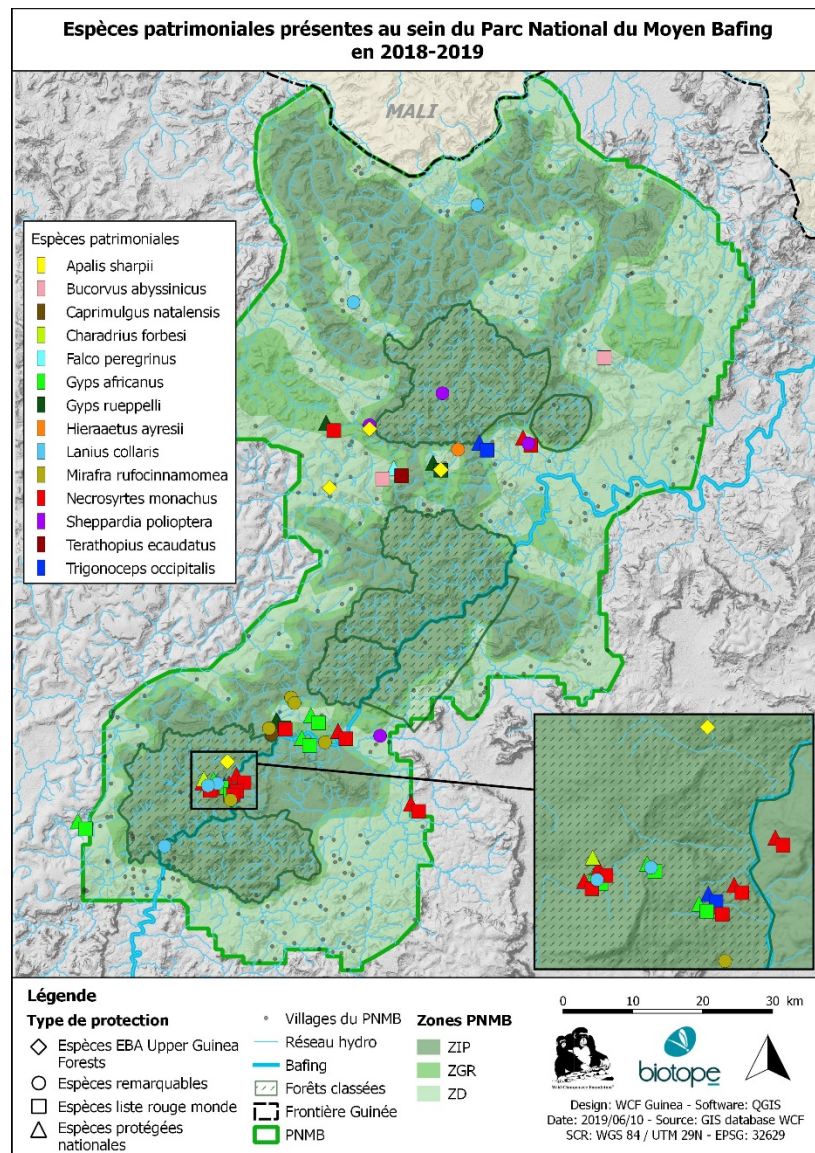 Espèces patrimoniales présentes au sein du Parc National du Moyen Bafing
en 2018-2019
MALI
Espèces patrimoniales
Apalis sharpii
Bucorvus abyssinicus
Caprimulgus natalensis
Charadrius forbesi
Falco peregrinus
Gyps africanus
Gyps rueppelli
Hieraaetus ayresii
Lanius collaris
Mirafra rufocinnamomea
Necrosyrtes monachus
Sheppardia polioptera
Terathopius ecaudatus
Trigonoceps occipitalis
Légende
Type de protection
Espèces EBA Upper Guinea
Forests
Espèces remarquables
Espèces liste rouge monde
Espèces protégées
nationales
Villages du PNMB
Réseau hydro
Bafing
Forêts classées
Frontière Guinée
PNMB
Zones PNMB
ZIP
ZGR
ZD
0 10 20 30 km
Wild Chimpanzee Foundation
biotope
Design: WCF Guinea - Software: QGIS
Date: 2019/06/10 - Source: GIS database WCF
SCR: WGS 84 / UTM 29N - EPSG: 32629